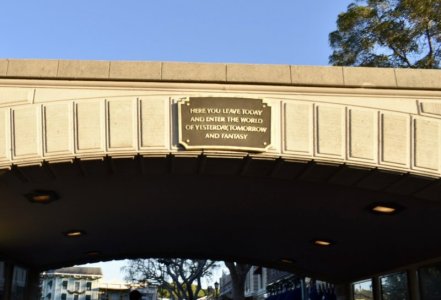 HERE YOU LEAVE TODAY
AND ENTER THE WORLD
OF YESTERDAY, TOMORROW
AND FANTASY